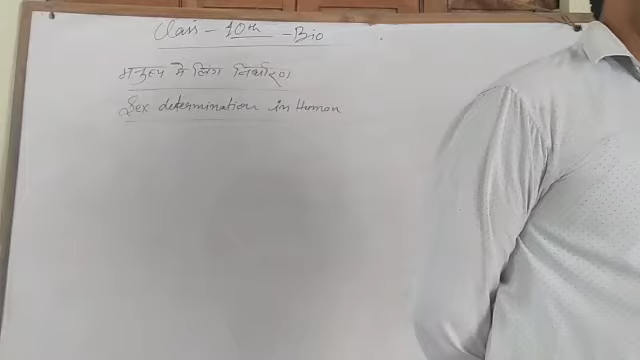 Class - 10th - Bio
मनुष्य में लिंग निर्धारण
Sex determination in Human